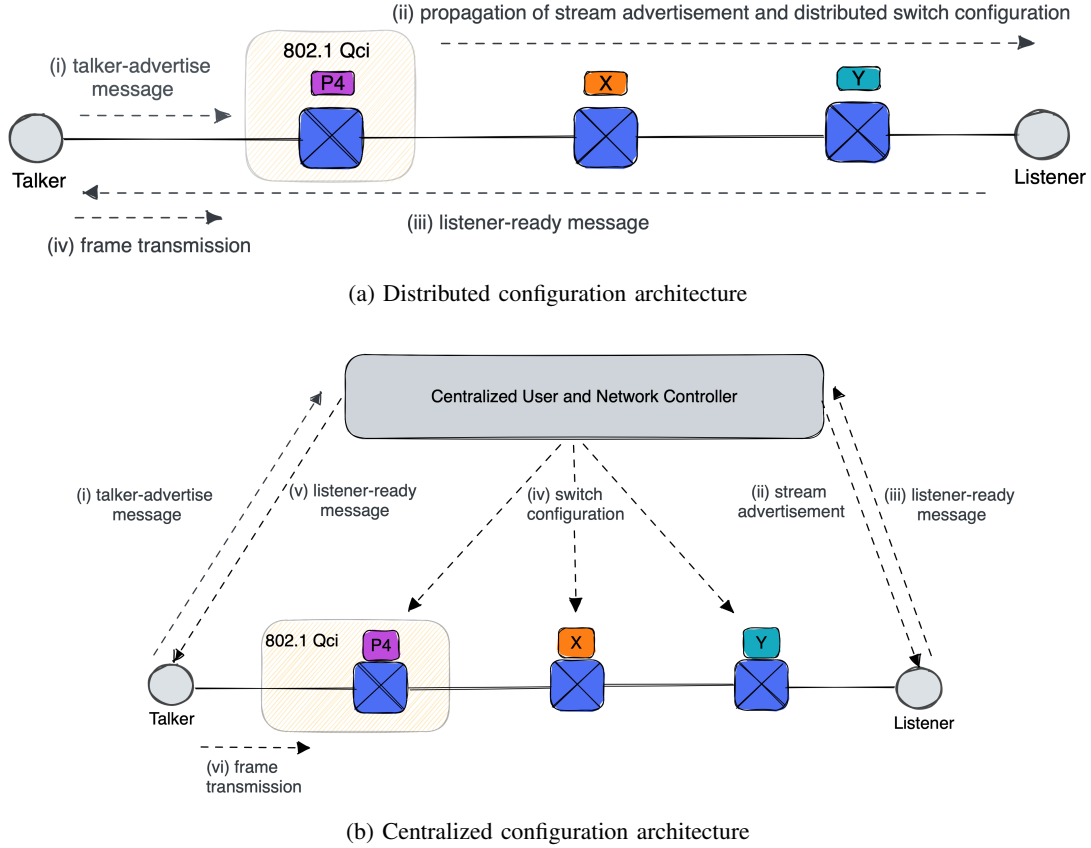 (ii) propagation of stream advertisement and distributed switch configuration
802.1 Qci
(i) talker-advertise
message
P4
X
Y
Talker
Listener
(iii) listener-ready message
(iv) frame transmission
(a) Distributed configuration architecture
Centralized User and Network Controller
(i) talker-advertise
message
(v) listener-ready
message
(iv) switch
configuration
(ii) stream
advertisement
(iii) listener-ready
message
802.1 Qci
P4
X
Y
Talker
Listener
(vi) frame
transmission
(b) Centralized configuration architecture